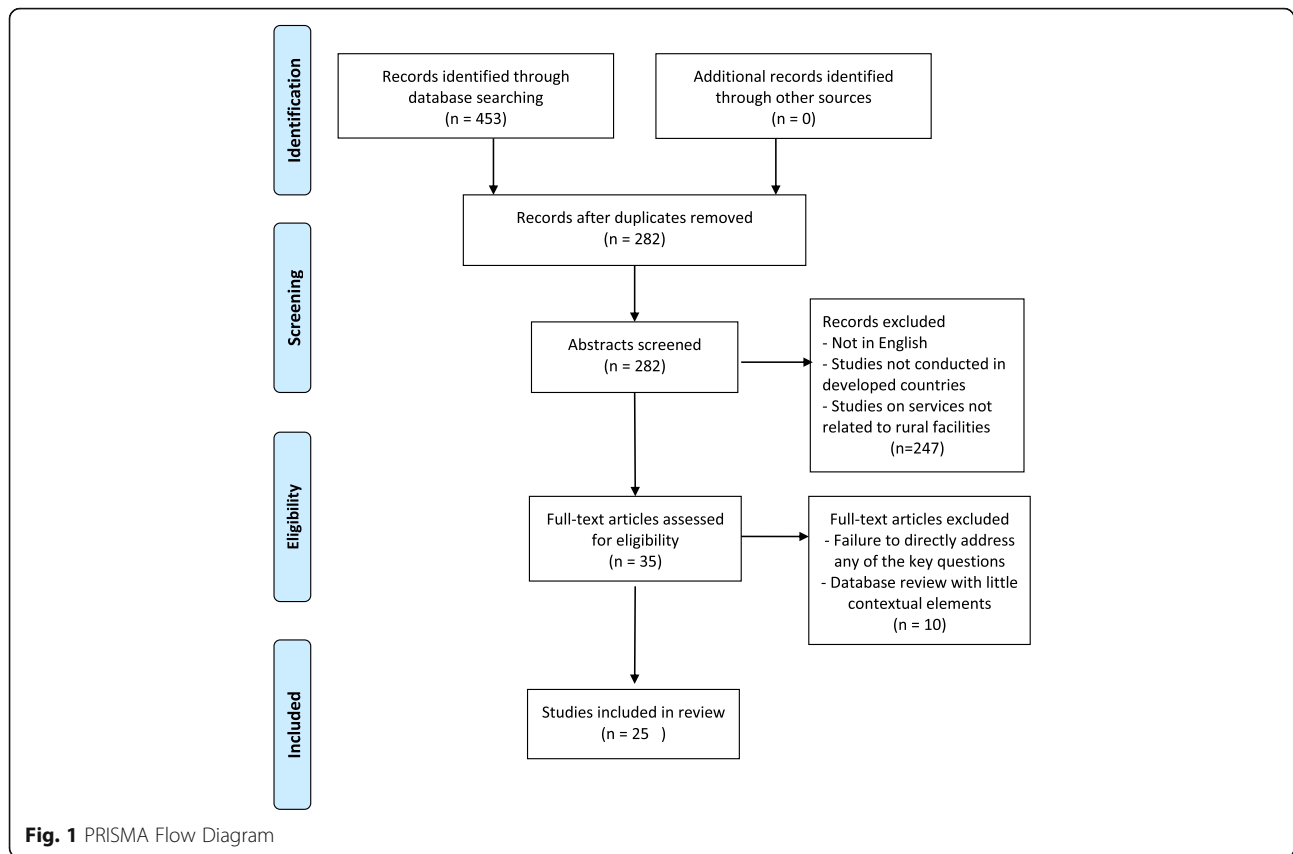 Identification
Records identified through
database searching
(n = 453)
Additional records identified
through other sources
(n = 0)
Records after duplicates removed
(n = 282)
Screening
Abstracts screened
(n = 282)
Records excluded
- Not in English
- Studies not conducted in
developed countries
- Studies on services not
related to rural facilities
(n=247)
Eligibility
Full-text articles assessed
for eligibility
(n = 35)
Full-text articles excluded
- Failure to directly address
any of the key questions
- Database review with little
contextual elements
(n = 10)
Included
Studies included in review
(n = 25 )
Fig. 1 PRISMA Flow Diagram